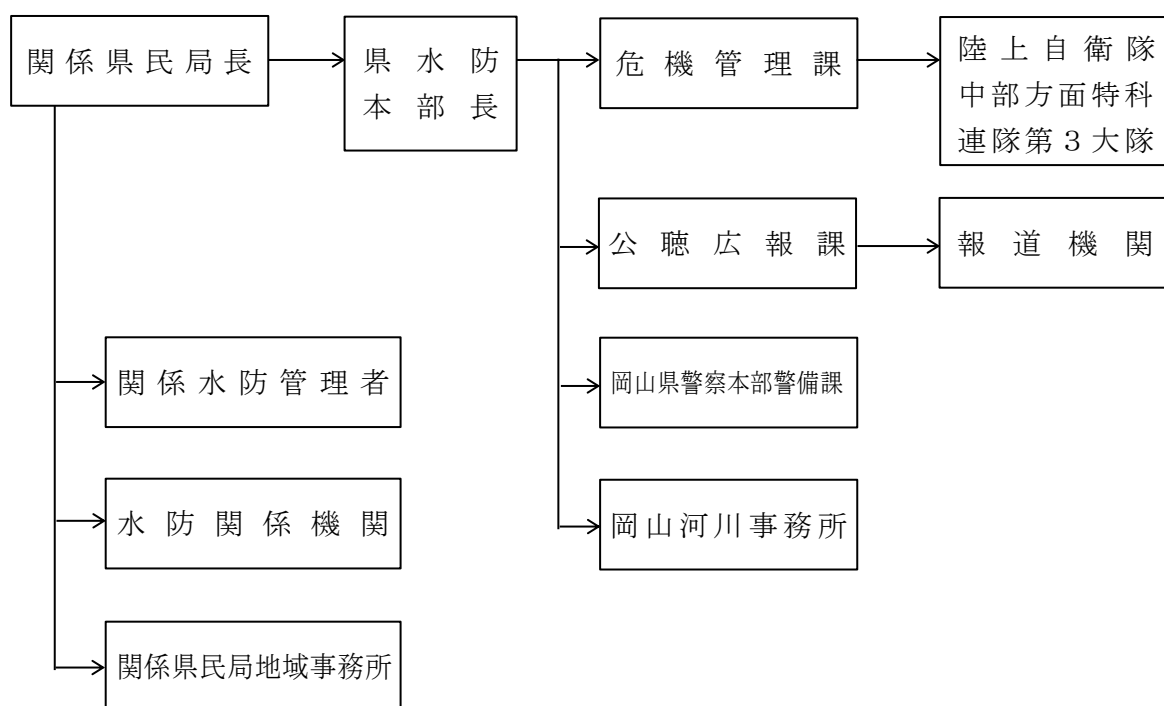 関係県民局長
県水防
本部長
危機管理課
陸上自衛隊
中部方面特科
連隊第3大隊
公聴広報課
報道機関
関係水防管理者
岡山県警察本部警備課
水防関係機関
岡山河川事務所
関係県民局地域事務所